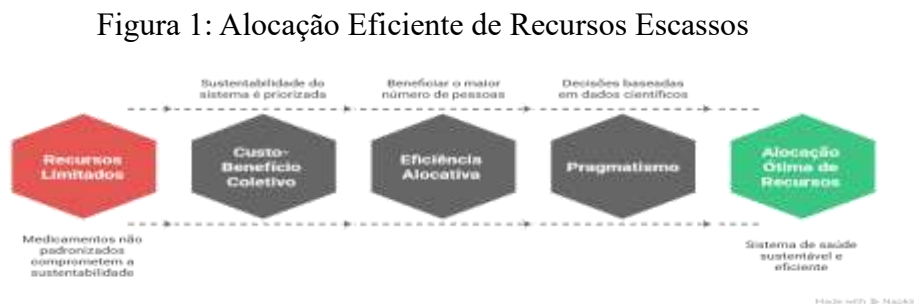 Figura 1: Alocação Eficiente de Recursos Escassos
Sustentabilidade do
sistema é priorizada
Beneficiar o maior
número de pessoas
Decisões baseadas
em dados científicos
Recursos
Limitados
Custo-
Benefício
Coletivo
Eficiência
Alocativa
Pragmatismo
Alocação
Ótima de
Recursos
Medicamentos não
padronizados
comprometem a
sustentabilidade
Sistema de saúde
sustentável e
eficiente
Made with